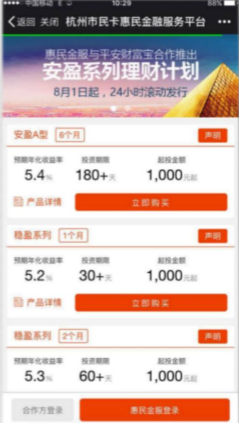 中国移动 10:29 88%
返回 关闭 杭州市民卡惠民金融服务平台
惠民金服与平安财富宝合作推出
安盈系列理财计划
8月1日起，24小时滚动发行
安盈A型 6个月 声明
预期年化收益率 投资期限 起投金额
5.4% 180+天 1,000元起
产品详情 立即购买
稳盈系列 1个月 声明
预期年化收益率 投资期限 起投金额
5.2% 30+天 1,000元起
产品详情 立即购买
稳盈系列 2个月 声明
预期年化收益率 投资期限 起投金额
5.3% 60+天 1,000元起
合作方登录 惠民金服登录